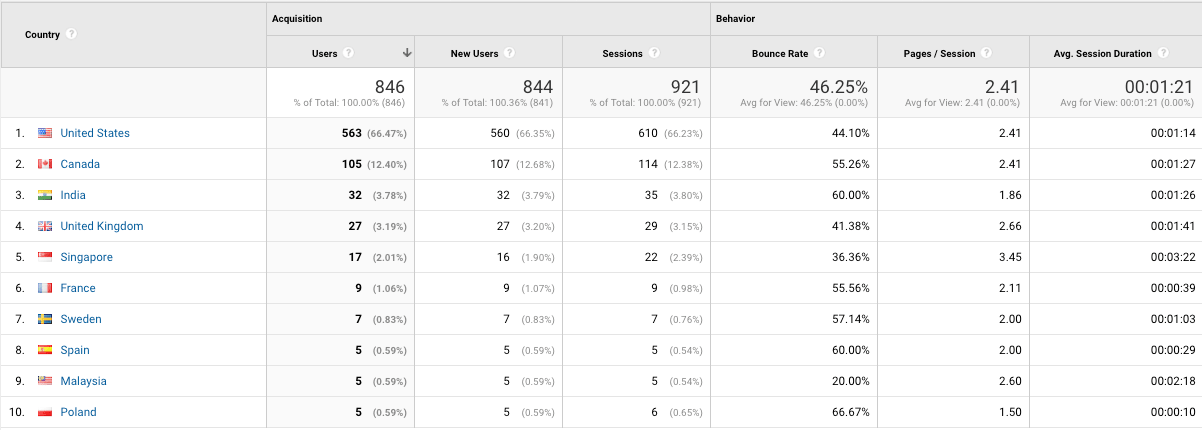 Acquisition Behavior
Country ? Users ? New Users ? Sessions ? Bounce Rate ? Pages / Session ? Avg. Session Duration ?
846 844 921 46.25% 2.41 00:01:21
% of Total: 100.00% (846) % of Total: 100.36% (841) % of Total: 100.00% (921) Avg for View: 46.25% (0.00%) Avg for View: 2.41 (0.00%) Avg for View: 00:01:21 (0.00%)
1. United States 563 (66.47%) 560 (66.35%) 610 (66.23%) 44.10% 2.41 00:01:14
2. Canada 105 (12.40%) 107 (12.68%) 114 (12.38%) 55.26% 2.41 00:01:27
3. India 32 (3.78%) 32 (3.79%) 35 (3.80%) 60.00% 1.86 00:01:26
4. United Kingdom 27 (3.19%) 27 (3.20%) 29 (3.15%) 41.38% 2.66 00:01:41
5. Singapore 17 (2.01%) 16 (1.90%) 22 (2.39%) 36.36% 3.45 00:03:22
6. France 9 (1.06%) 9 (1.07%) 9 (0.98%) 55.56% 2.11 00:00:39
7. Sweden 7 (0.83%) 7 (0.83%) 7 (0.76%) 57.14% 2.00 00:01:03
8. Spain 5 (0.59%) 5 (0.59%) 5 (0.54%) 60.00% 2.00 00:00:29
9. Malaysia 5 (0.59%) 5 (0.59%) 5 (0.54%) 20.00% 2.60 00:02:18
10. Poland 5 (0.59%) 5 (0.59%) 6 (0.65%) 66.67% 1.50 00:00:10